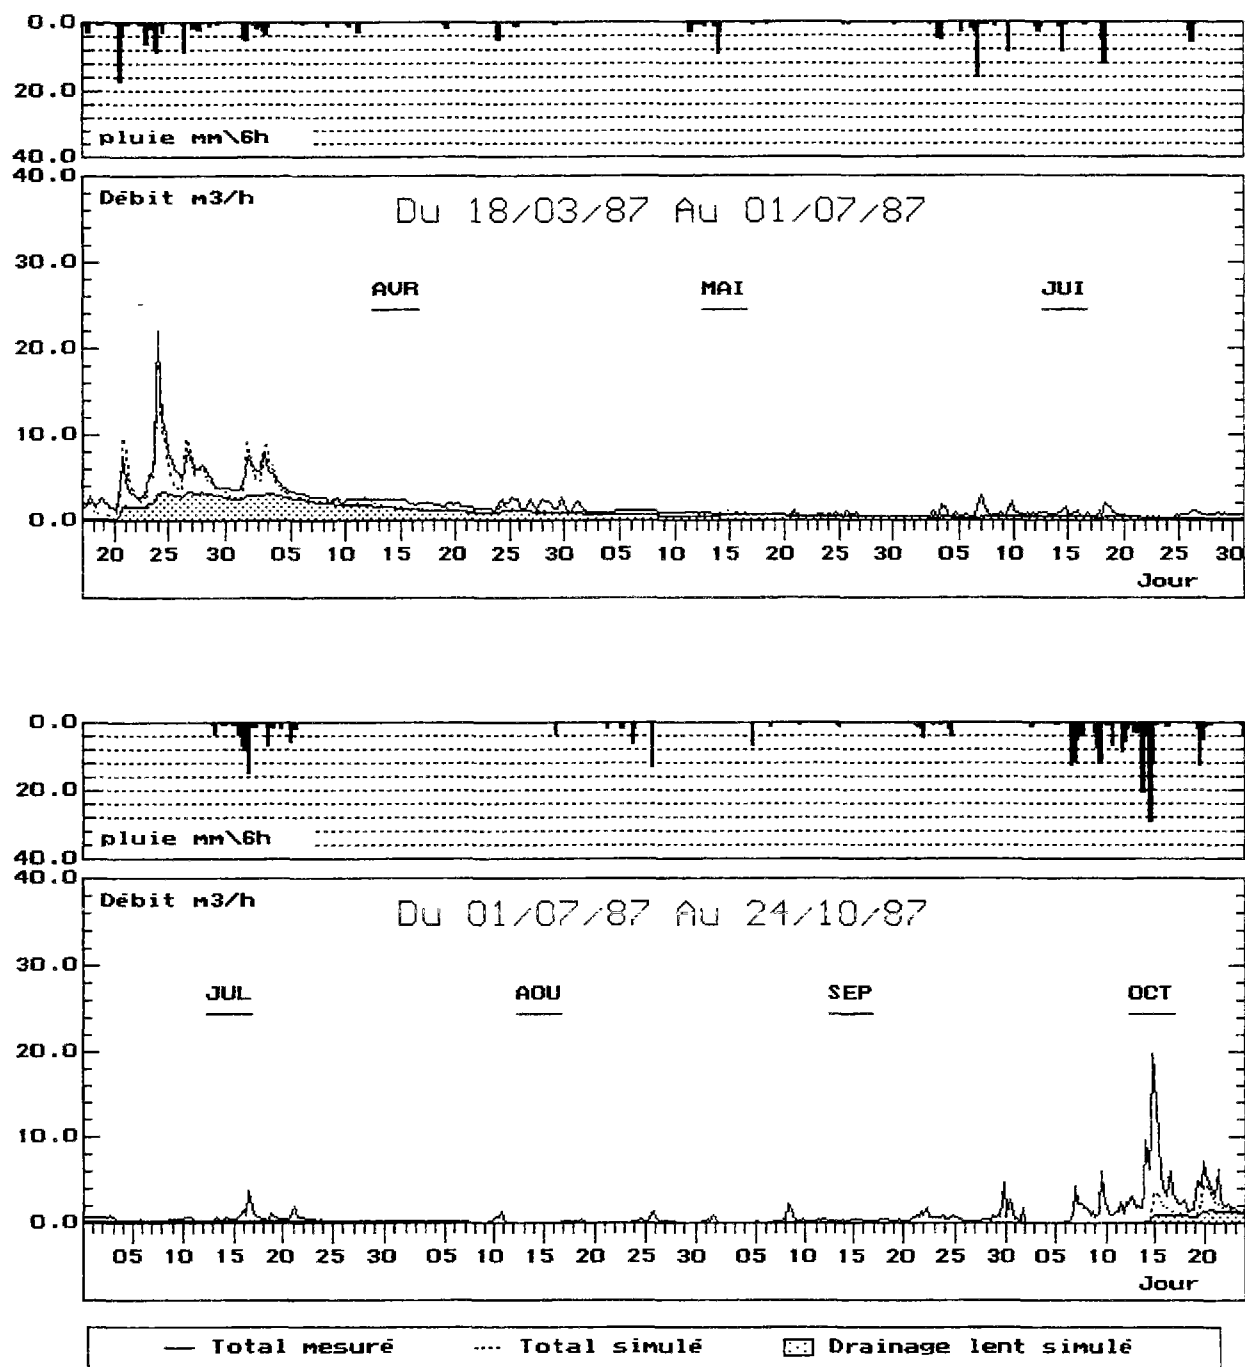 0.0
20.0
pluie mm\6h
40.0
40.0
Débit m3/h
Du 18/03/87 Au 01/07/87
30.0
AVR MAI JUI
20.0
10.0
0.0
20 25 30 05 10 15 20 25 30 05 10 15 20 25 30 05 10 15 20 25 30
Jour
0.0
20.0
pluie mm\6h
40.0
40.0
Débit m3/h
Du 01/07/87 Au 24/10/87
30.0
JUL AOU SEP OCT
20.0
10.0
0.0
05 10 15 20 25 30 05 10 15 20 25 30 05 10 15 20 25 30 05 10 15 20
Jour
Total mesuré Total simulé Drainage lent simulé